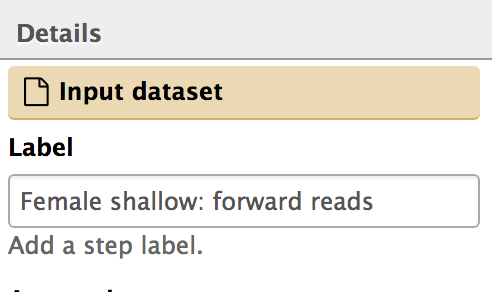 Details
Input dataset
Label
Female shallow: forward reads
Add a step label.